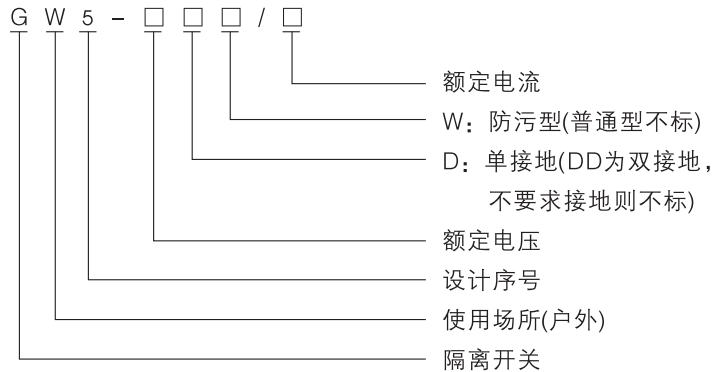 GW5-□□□/□
额定电流
W：防污型(普通型不标)
D：单接地(DD为双接地，
不要求接地则不标)
额定电压
设计序号
使用场所(户外)
隔离开关